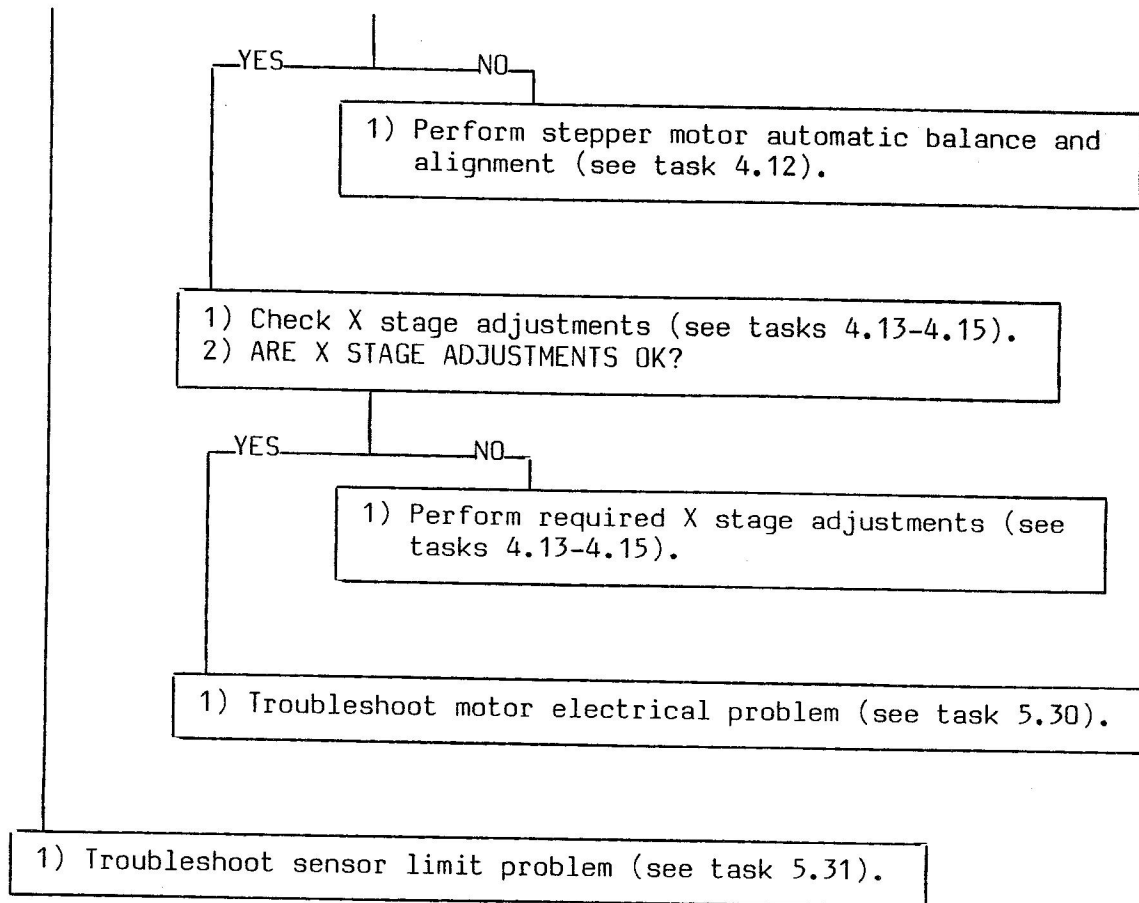 YES NO
1) Perform stepper motor automatic balance and
alignment (see task 4.12).
1) Check X stage adjustments (see tasks 4.13-4.15).
2) ARE X STAGE ADJUSTMENTS OK?
YES NO
1) Perform required X stage adjustments (see
tasks 4.13-4.15).
1) Troubleshoot motor electrical problem (see task 5.30).
1) Troubleshoot sensor limit problem (see task 5.31).